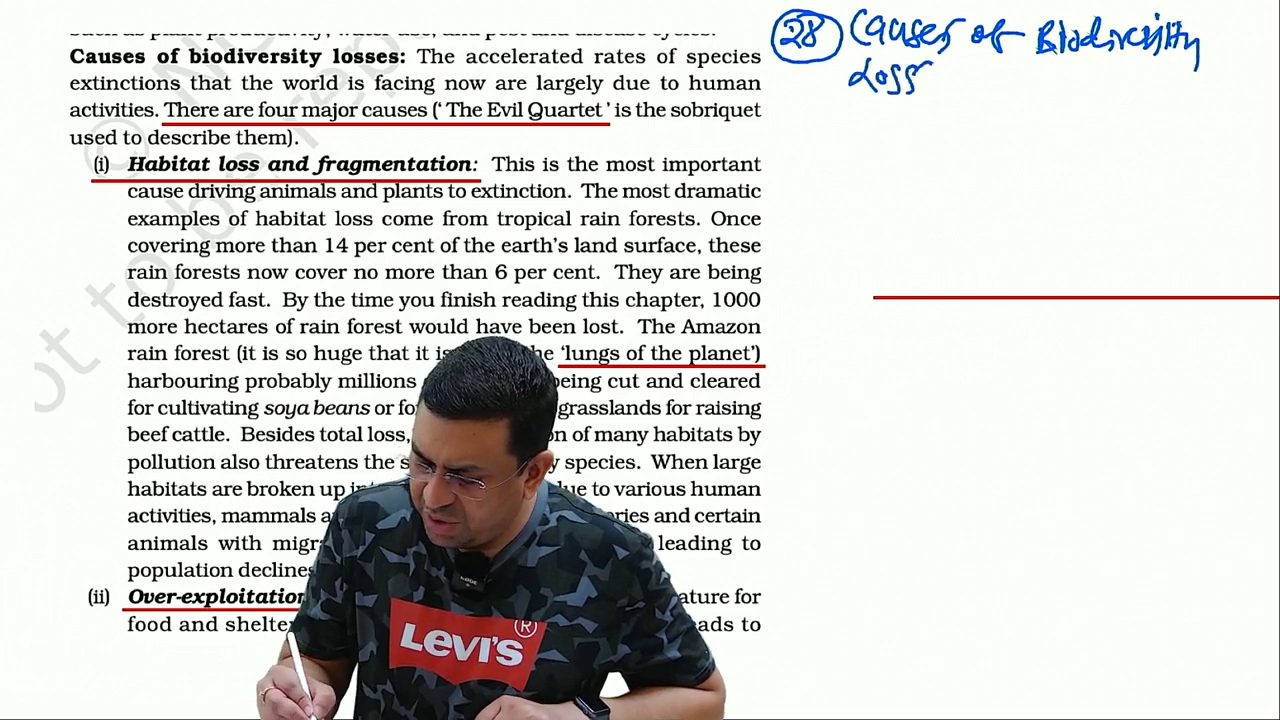 Causes of biodiversity losses: The accelerated rates of species
extinctions that the world is facing now are largely due to human
activities. There are four major causes (‘ The Evil Quartet ’ is the sobriquet
used to describe them).
(i) Habitat loss and fragmentation: This is the most important
cause driving animals and plants to extinction. The most dramatic
examples of habitat loss come from tropical rain forests. Once
covering more than 14 per cent of the earth’s land surface, these
rain forests now cover no more than 6 per cent. They are being
destroyed fast. By the time you finish reading this chapter, 1000
more hectares of rain forest would have been lost. The Amazon
rain forest (it is so huge that it is ‘lungs of the planet’)
harbouring probably millions being cut and cleared
for cultivating soya beans or grasslands for raising
beef cattle. Besides total loss, of many habitats by
pollution also threatens the species. When large
habitats are broken up due to various human
activities, mammals and certain
animals with leading to
population declines
(ii) Over-exploitation for
food and shelter to
28 Causes of Biodiversity
Loss
not to be rep
© NC
LEVI'S ®